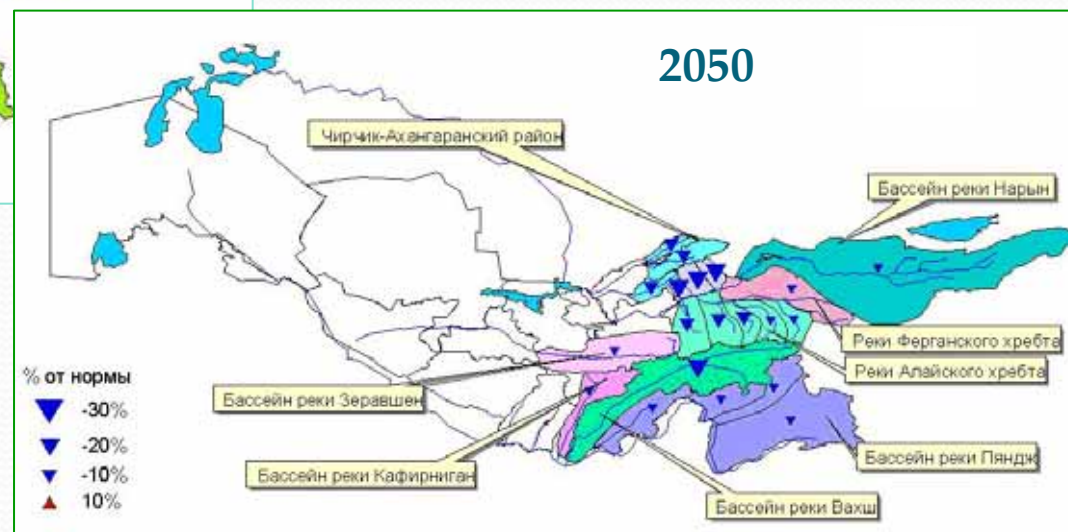 2050
Чирчик-Ахангаранский район
Бассейн реки Нарын
Реки Ферганского хребта
Реки Алайского хребта
% от нормы
-30%
-20%
-10%
10%
Бассейн реки Зеравшен
Бассейн реки Кафирниган
Бассейн реки Вахш
Бассейн реки Пяндж